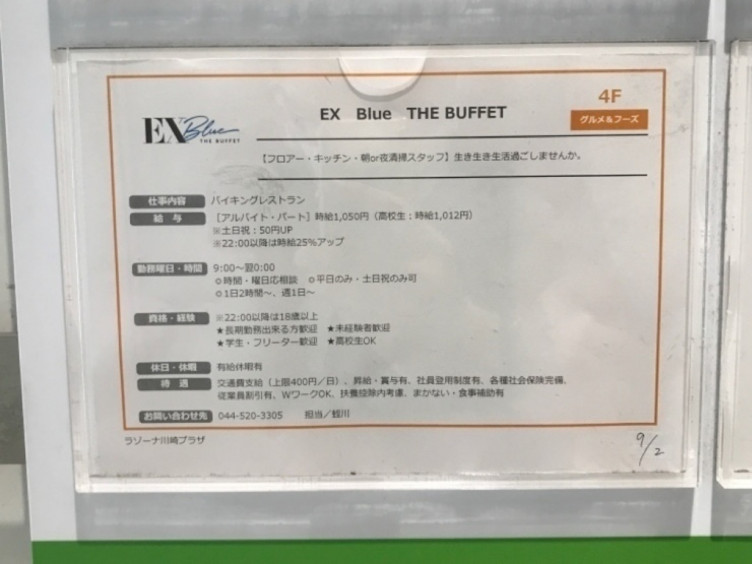 EX Blue THE BUFFET
EX Blue THE BUFFET
4F
グルメ&フーズ
【フロアー・キッチン・朝or夜清掃スタッフ】生き生き生活過ごしませんか。
仕事内容 バイキングレストラン
給与 [アルバイト・パート] 時給1,050円（高校生：時給1,012円）
※土日祝：50円UP
※22:00以降は時給25%アップ
勤務曜日・時間 9:00～翌0:00
○時間・曜日応相談 ○平日のみ・土日祝のみ可
○1日2時間～、週1日～
資格・経験 ※22:00以降は18歳以上
★長期勤務出来る方歓迎 ★未経験者歓迎
★学生・フリーター歓迎 ★高校生OK
休日・休暇 有給休暇有
待遇 交通費支給（上限400円／日）、昇給・賞与有、社員登用制度有、各種社会保険完備、
従業員割引有、WワークOK、扶養控除内考慮、まかない・食事補助有
お問い合わせ先 044-520-3305 担当／鯉川
ラゾーナ川崎プラザ
9/2